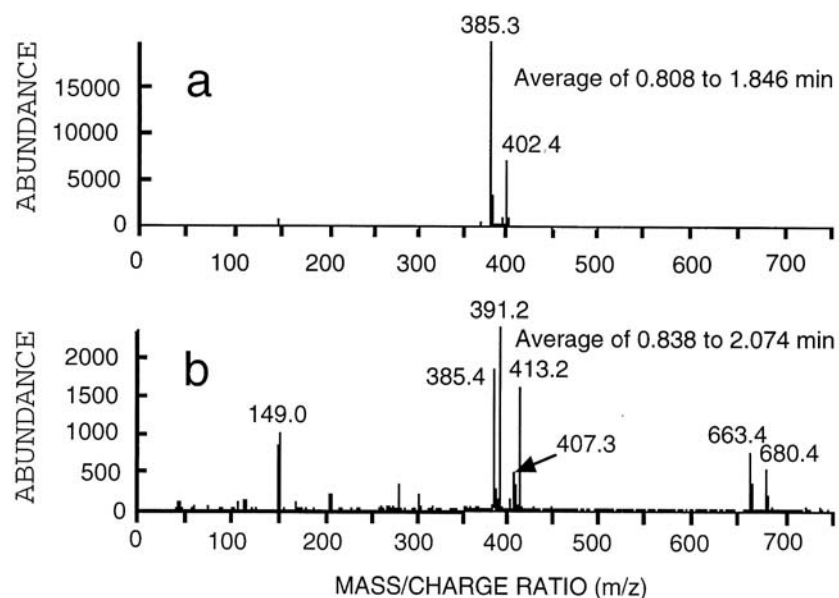 385.3
15000
a
Average of 0.808 to 1.846 min
10000
402.4
5000
0
ABUNDANCE
0 100 200 300 400 500 600 700
391.2
2000
b
Average of 0.838 to 2.074 min
385.4
413.2
1500
149.0
1000
407.3
663.4
680.4
500
0
ABUNDANCE
0 100 200 300 400 500 600 700
MASS/CHARGE RATIO (m/z)